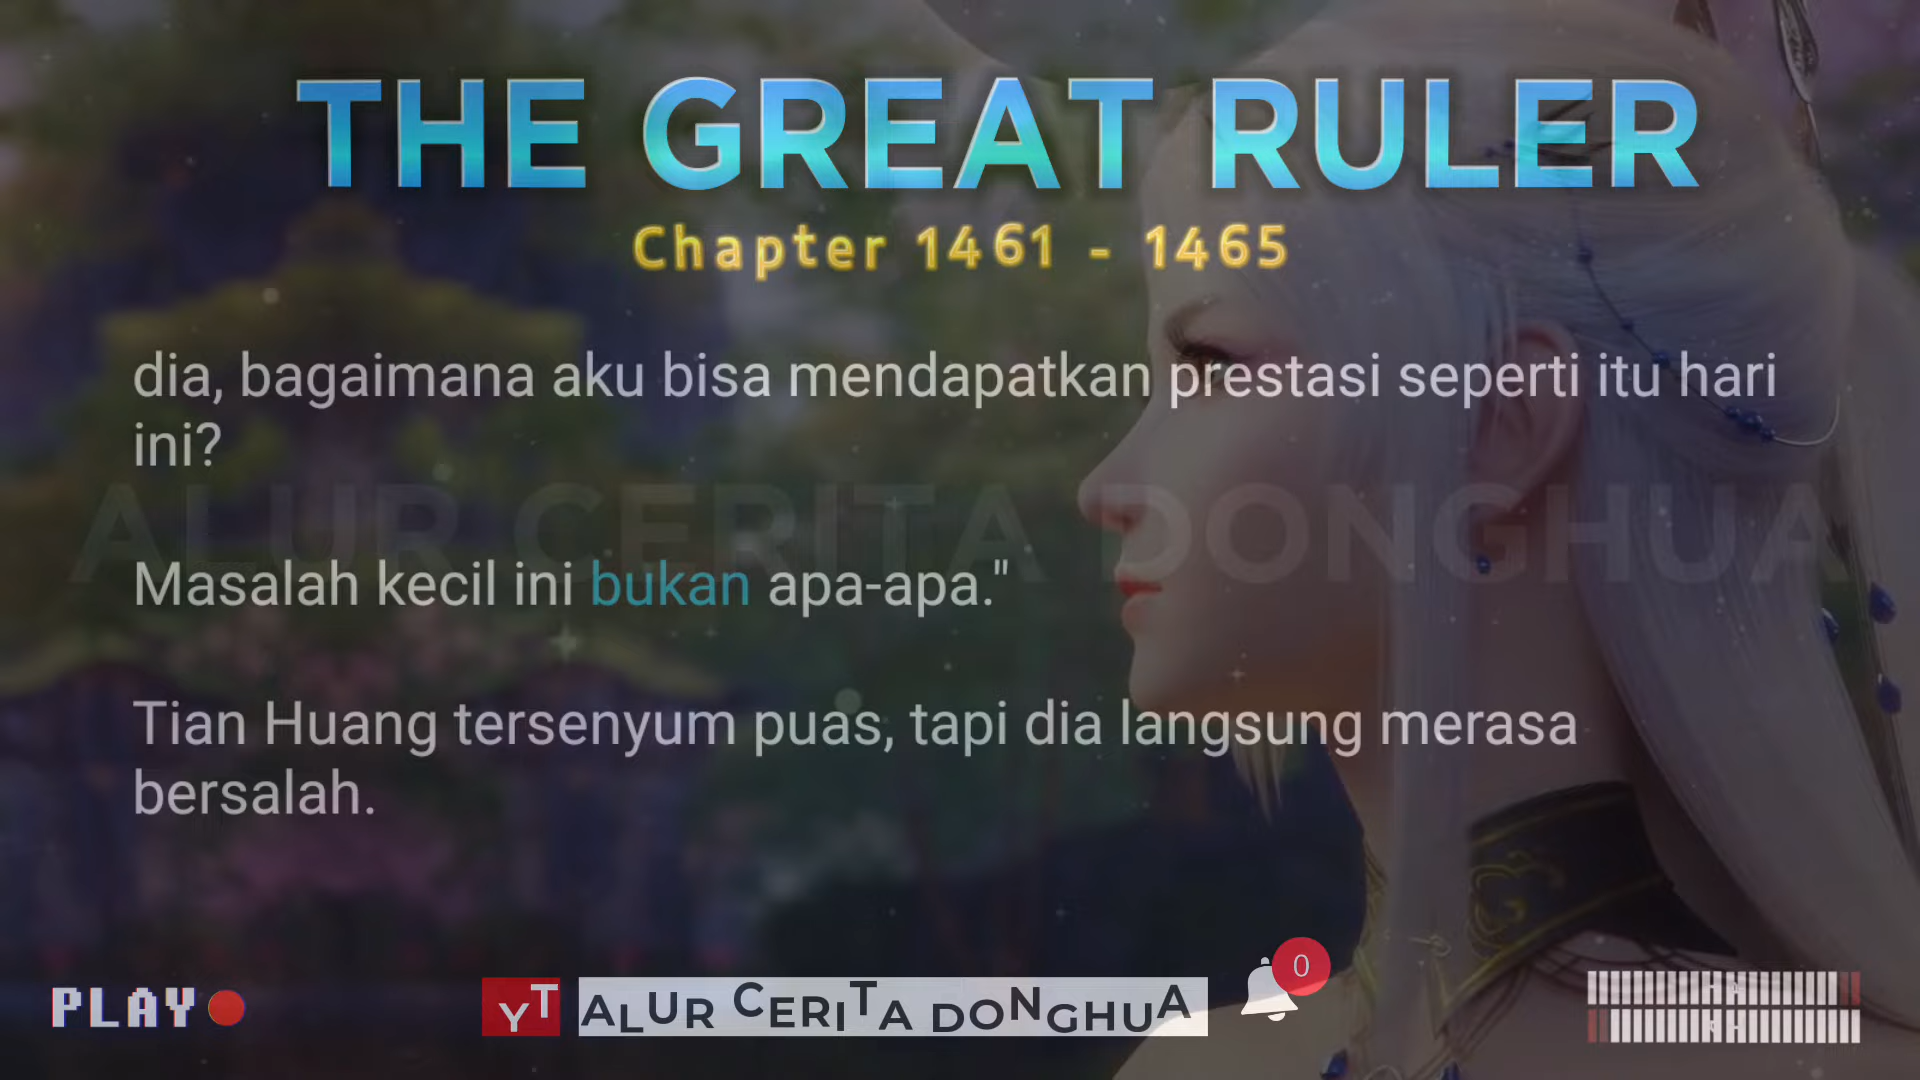 THE GREAT RULER
Chapter 1461 - 1465
dia, bagaimana aku bisa mendapatkan prestasi seperti itu hari
ini?
ALUR CERITA DONGHUA
Masalah kecil ini bukan apa-apa."
Tian Huang tersenyum puas, tapi dia langsung merasa
bersalah.
PLAY
YT ALUR CERITA DONGHUA
0